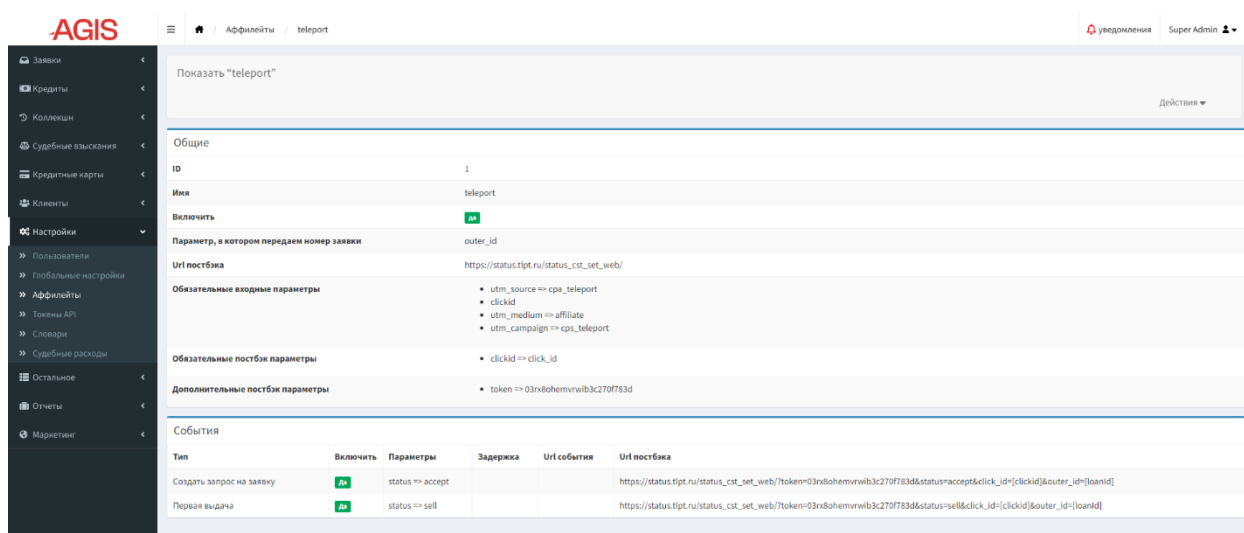 AGIS
/ Аффилейты / teleport
уведомления Super Admin
Заявки
Кредиты
Коллекшн
Судебные взыскания
Кредитные карты
Клиенты
Настройки
Пользователи
Глобальные настройки
Аффилейты
Токены API
Словари
Судебные расходы
Остальное
Отчеты
Маркетинг
Показать "teleport"
Действия
Общие
ID 1
Имя teleport
Включить да
Параметр, в котором передаем номер заявки outer_id
Url постбэка https://status.tlpt.ru/status_cst_set_web/
Обязательные входные параметры • utm_source => cpa_teleport
• clickid
• utm_medium => affiliate
• utm_campaign => cps_teleport
Обязательные постбэк параметры • clickid => click_id
Дополнительные постбэк параметры • token => 03rx8ohemvrwib3c270f783d
События
Тип Включить Параметры Задержка Url события Url постбэка
Создать запрос на заявку Да status => accept https://status.tlpt.ru/status_cst_set_web/?token=03rx8ohemvrwib3c270f783d&status=accept&click_id=[clickid]&outer_id=[loanId]
Первая выдача Да status => sell https://status.tlpt.ru/status_cst_set_web/?token=03rx8ohemvrwib3c270f783d&status=sell&click_id=[clickid]&outer_id=[loanId]